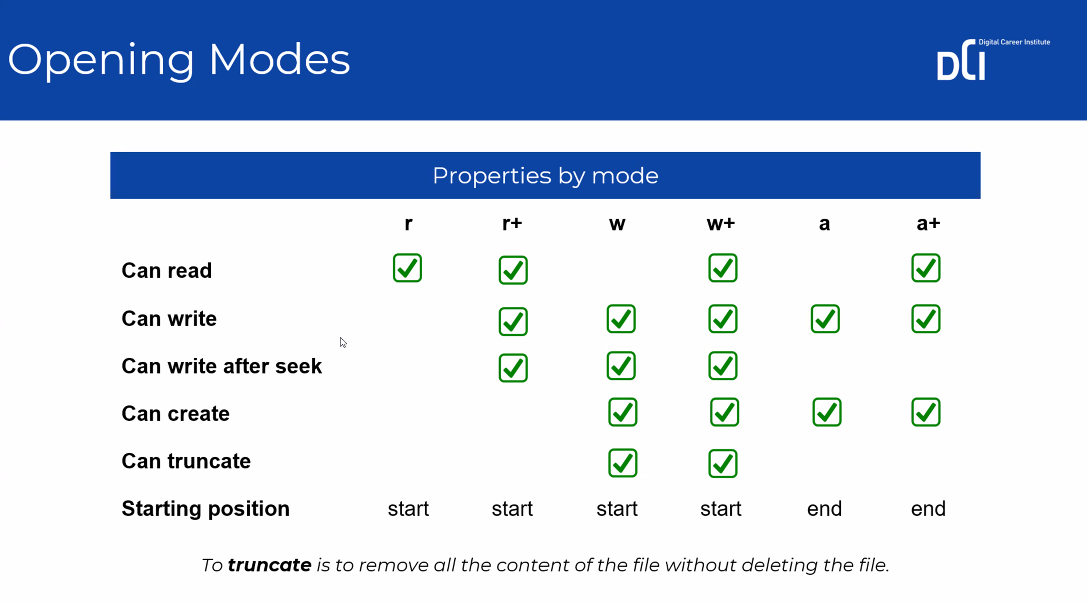 Opening Modes
Digital Career Institute
DCI
Properties by mode
r r+ w w+ a a+
Can read
Can write
Can write after seek
Can create
Can truncate
Starting position start start start start end end
To truncate is to remove all the content of the file without deleting the file.